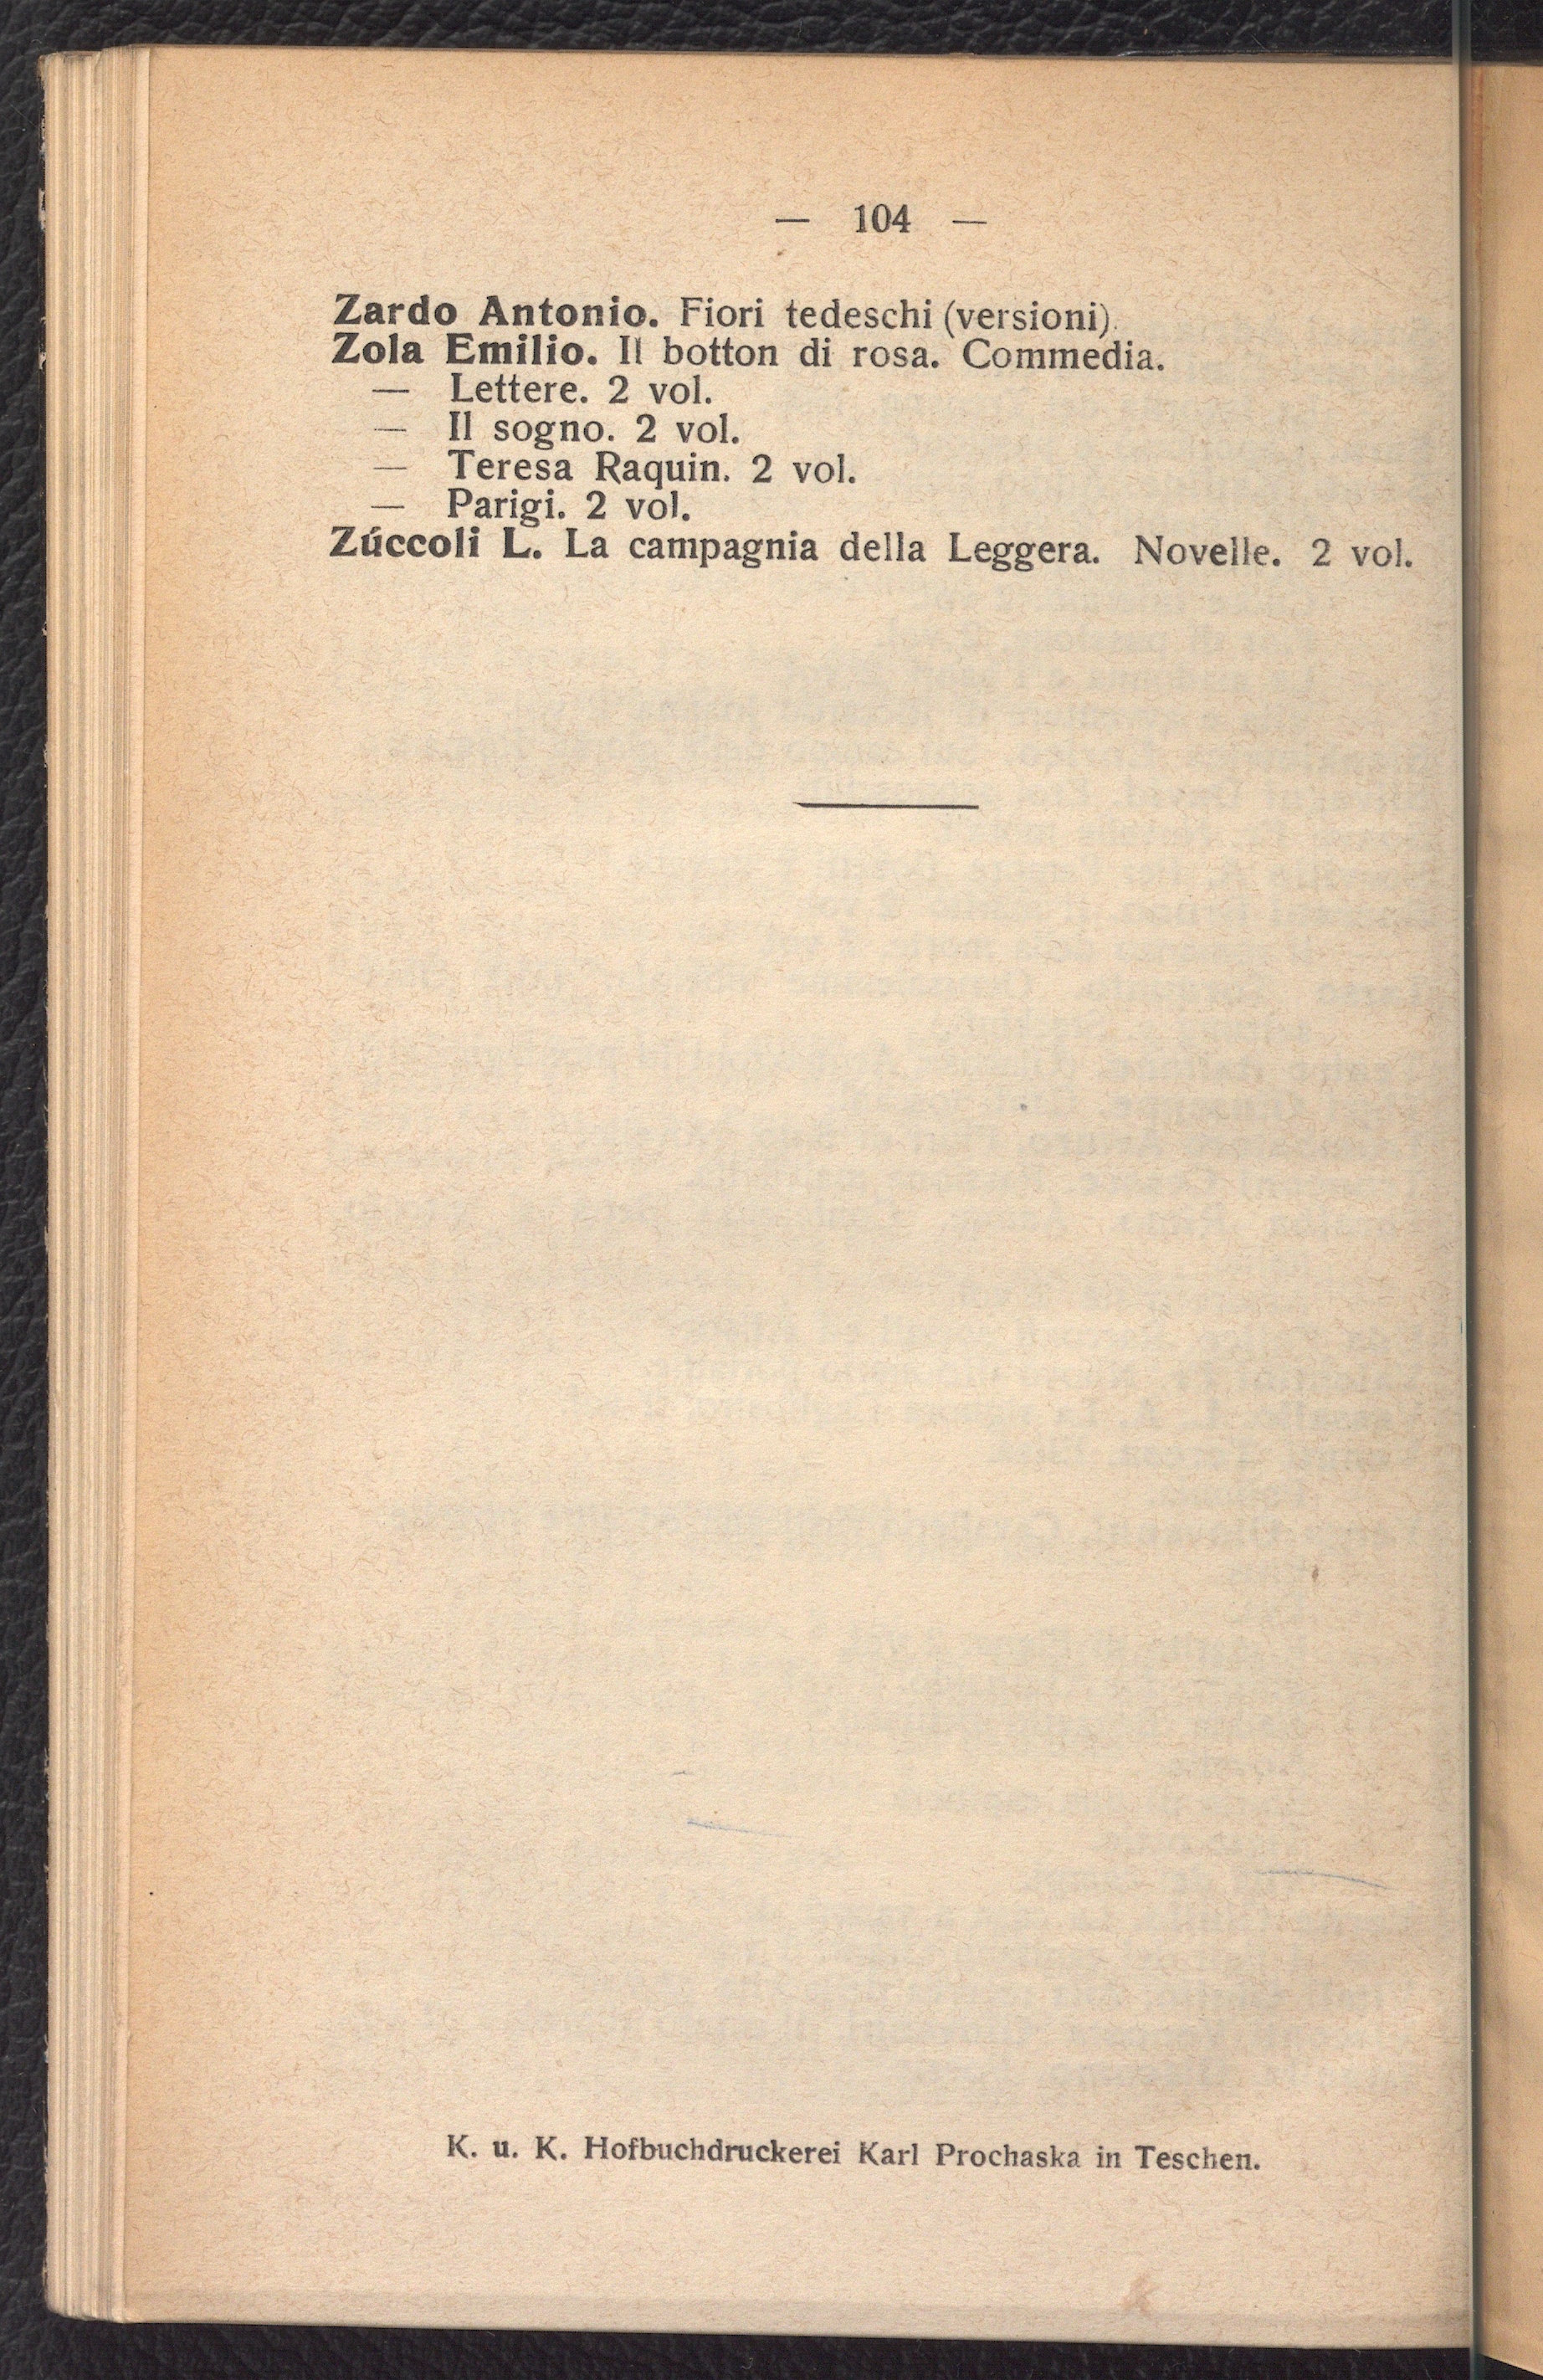 — 104 —
Zardo Antonio. Fiori tedeschi (versioni).
Zola Emilio. Il botton di rosa. Commedia.
— Lettere. 2 vol.
— Il sogno. 2 vol.
— Teresa Raquin. 2 vol.
— Parigi. 2 vol.
Zúccoli L. La campagnia della Leggera. Novelle. 2 vol.
K. u. K. Hofbuchdruckerei Karl Prochaska in Teschen.